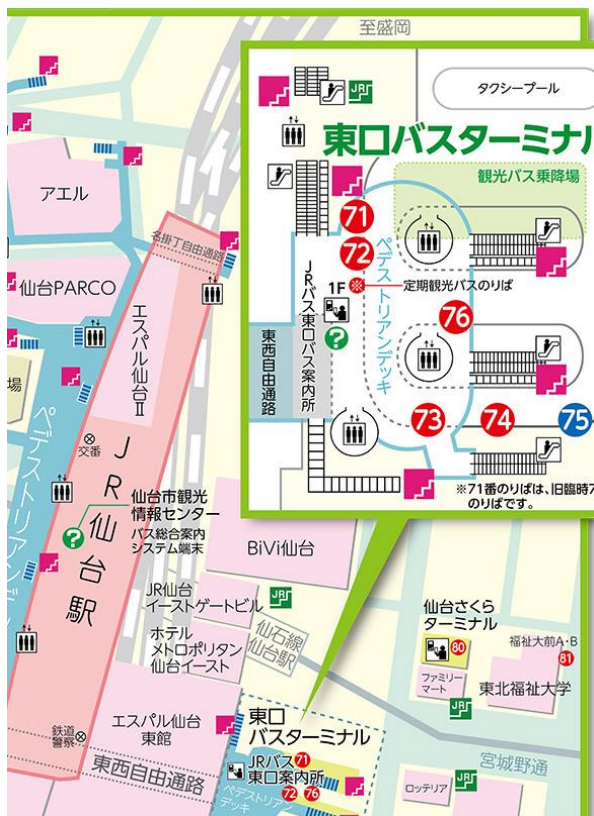 至盛岡
アエル
名掛丁自由通路
仙台PARCO
エスパル仙台Ⅱ
場
ペデストリアンデッキ
交番
JR仙台駅
仙台市観光
情報センター
バス総合案内
システム端末
BiVi仙台
JR仙台
イーストゲートビル
仙石線
仙台駅
ホテル
メトロポリタン
仙台イースト
鉄道
警察
エスパル仙台
東館
東西自由通路
東口
バスターミナル
JRバス 71
東口案内所
72 76
ペデストリアン
デッキ
仙台さくら
ターミナル
80
ファミリー
マート
JR
福祉大前A・B
81
東北福祉大学
宮城野通
ロッテリア
JR
JR
JR
タクシープール
東口バスターミナル
観光バス乗降場
71
72
ペデストリアンデッキ
1F
※
定期観光バスのりば
?
JRバス東口バス案内所
東西自由通路
76
73
74
75
※71番のりばは、旧臨時7
のりばです。
?